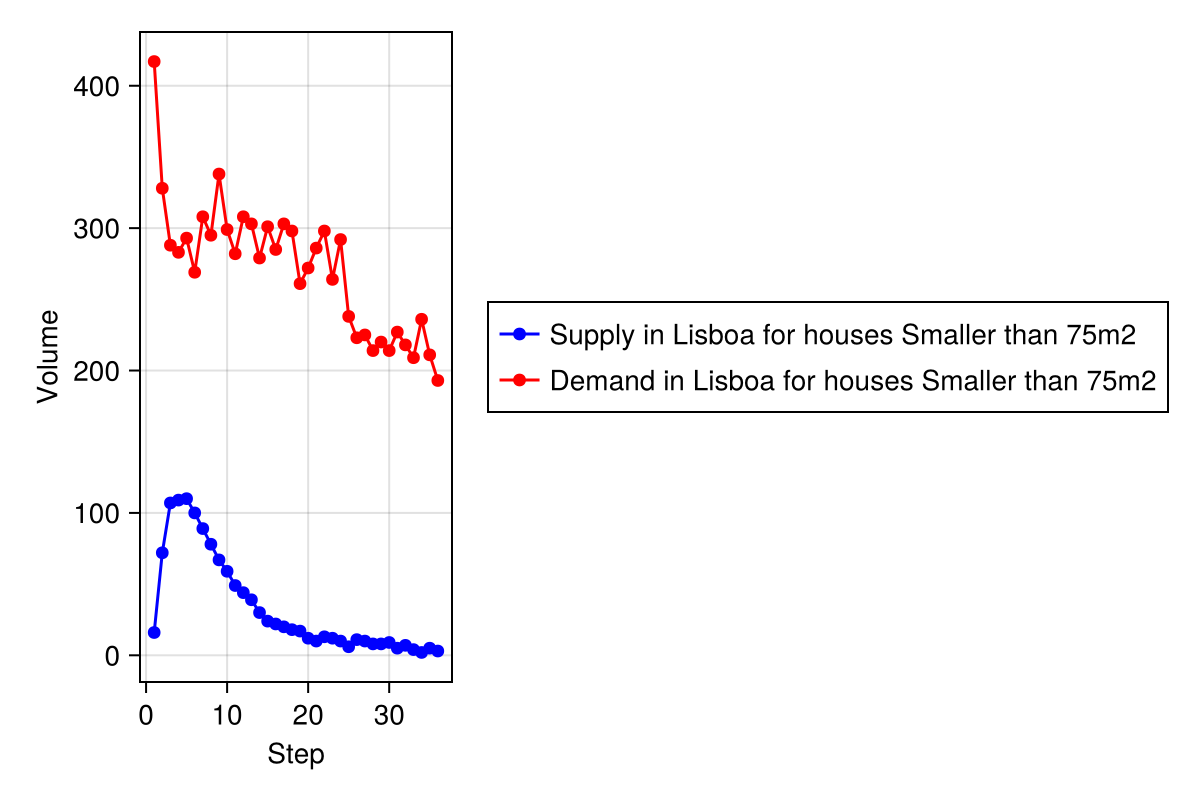 400
300
200
100
0
Volume
0 10 20 30
Step
Supply in Lisboa for houses Smaller than 75m2
Demand in Lisboa for houses Smaller than 75m2